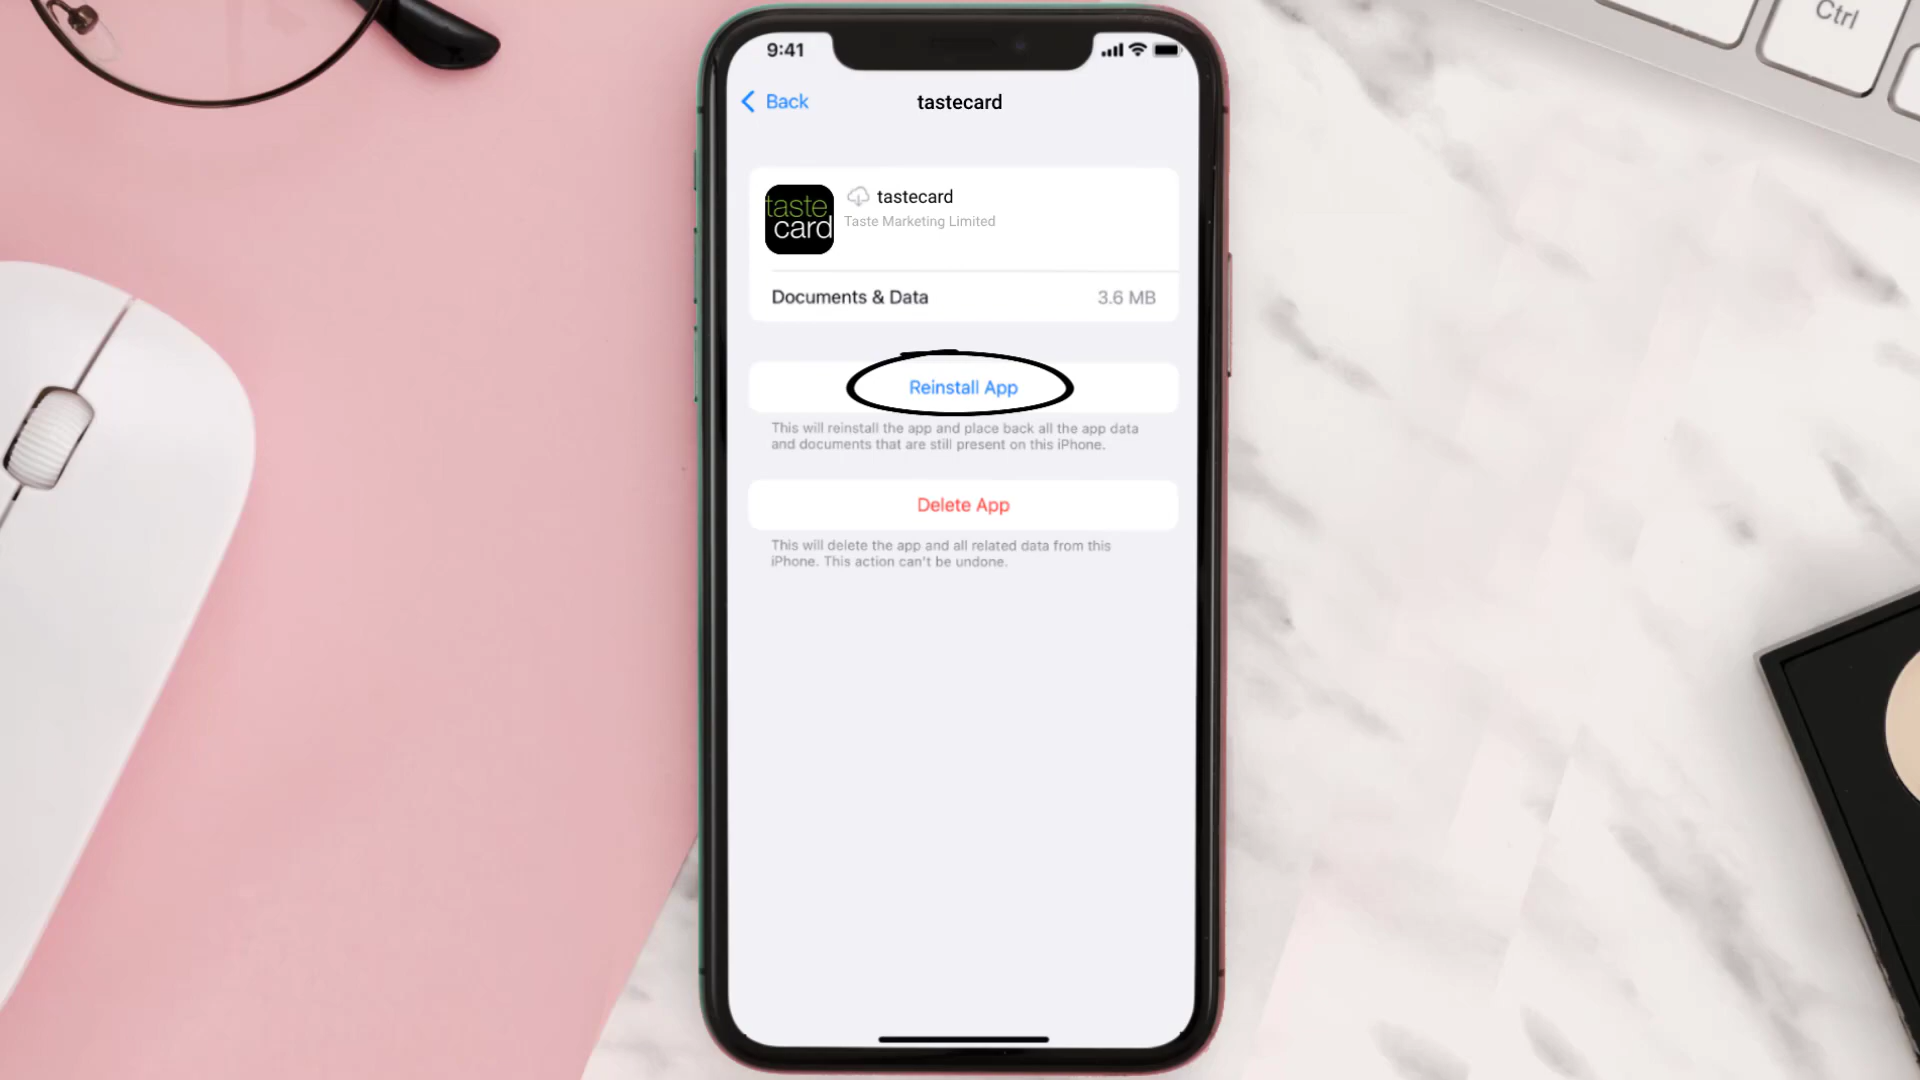 Ctrl
9:41
Back
tastecard
taste
card
tastecard
Taste Marketing Limited
Documents & Data 3.6 MB
Reinstall App
This will reinstall the app and place back all the app data
and documents that are still present on this iPhone.
Delete App
This will delete the app and all related data from this
iPhone. This action can't be undone.